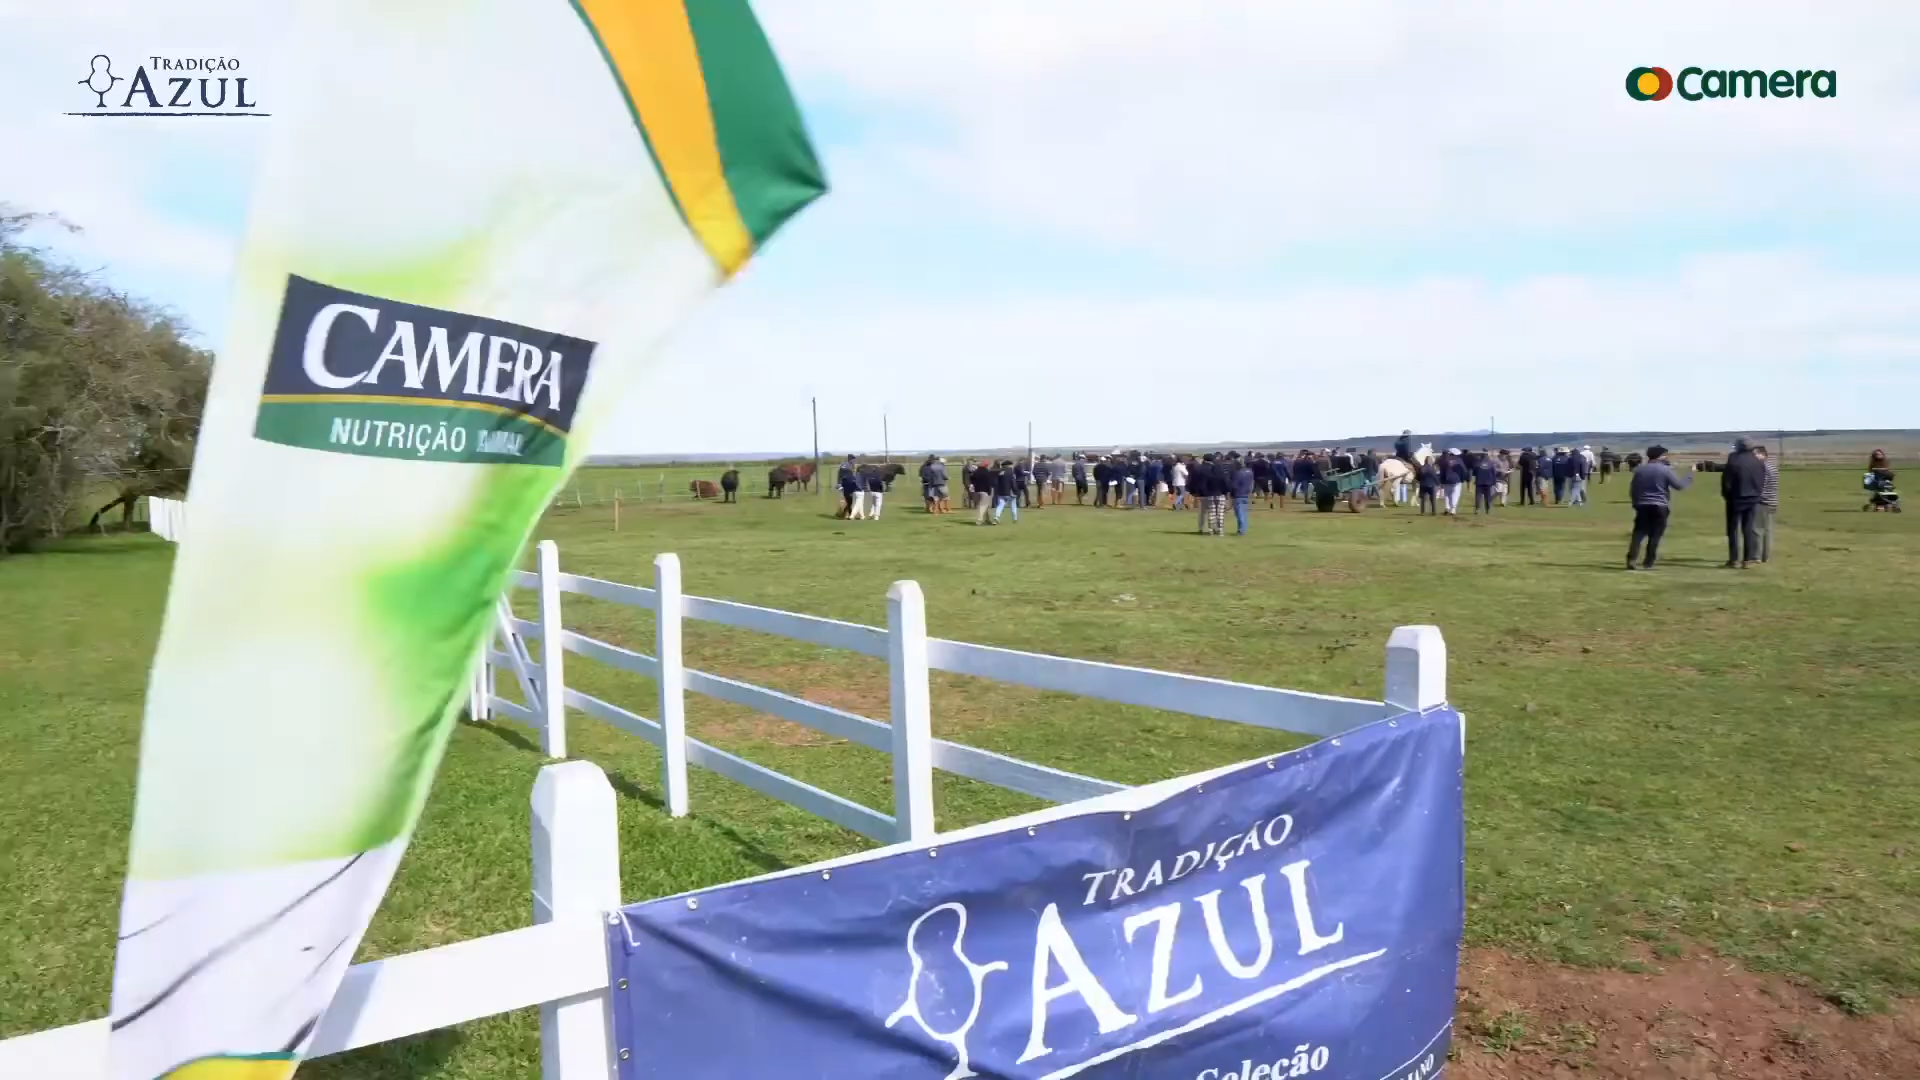 TRADIÇÃO
AZUL
Camera
CAMERA
NUTRIÇÃO
TRADIÇÃO
AZUL
Seleção